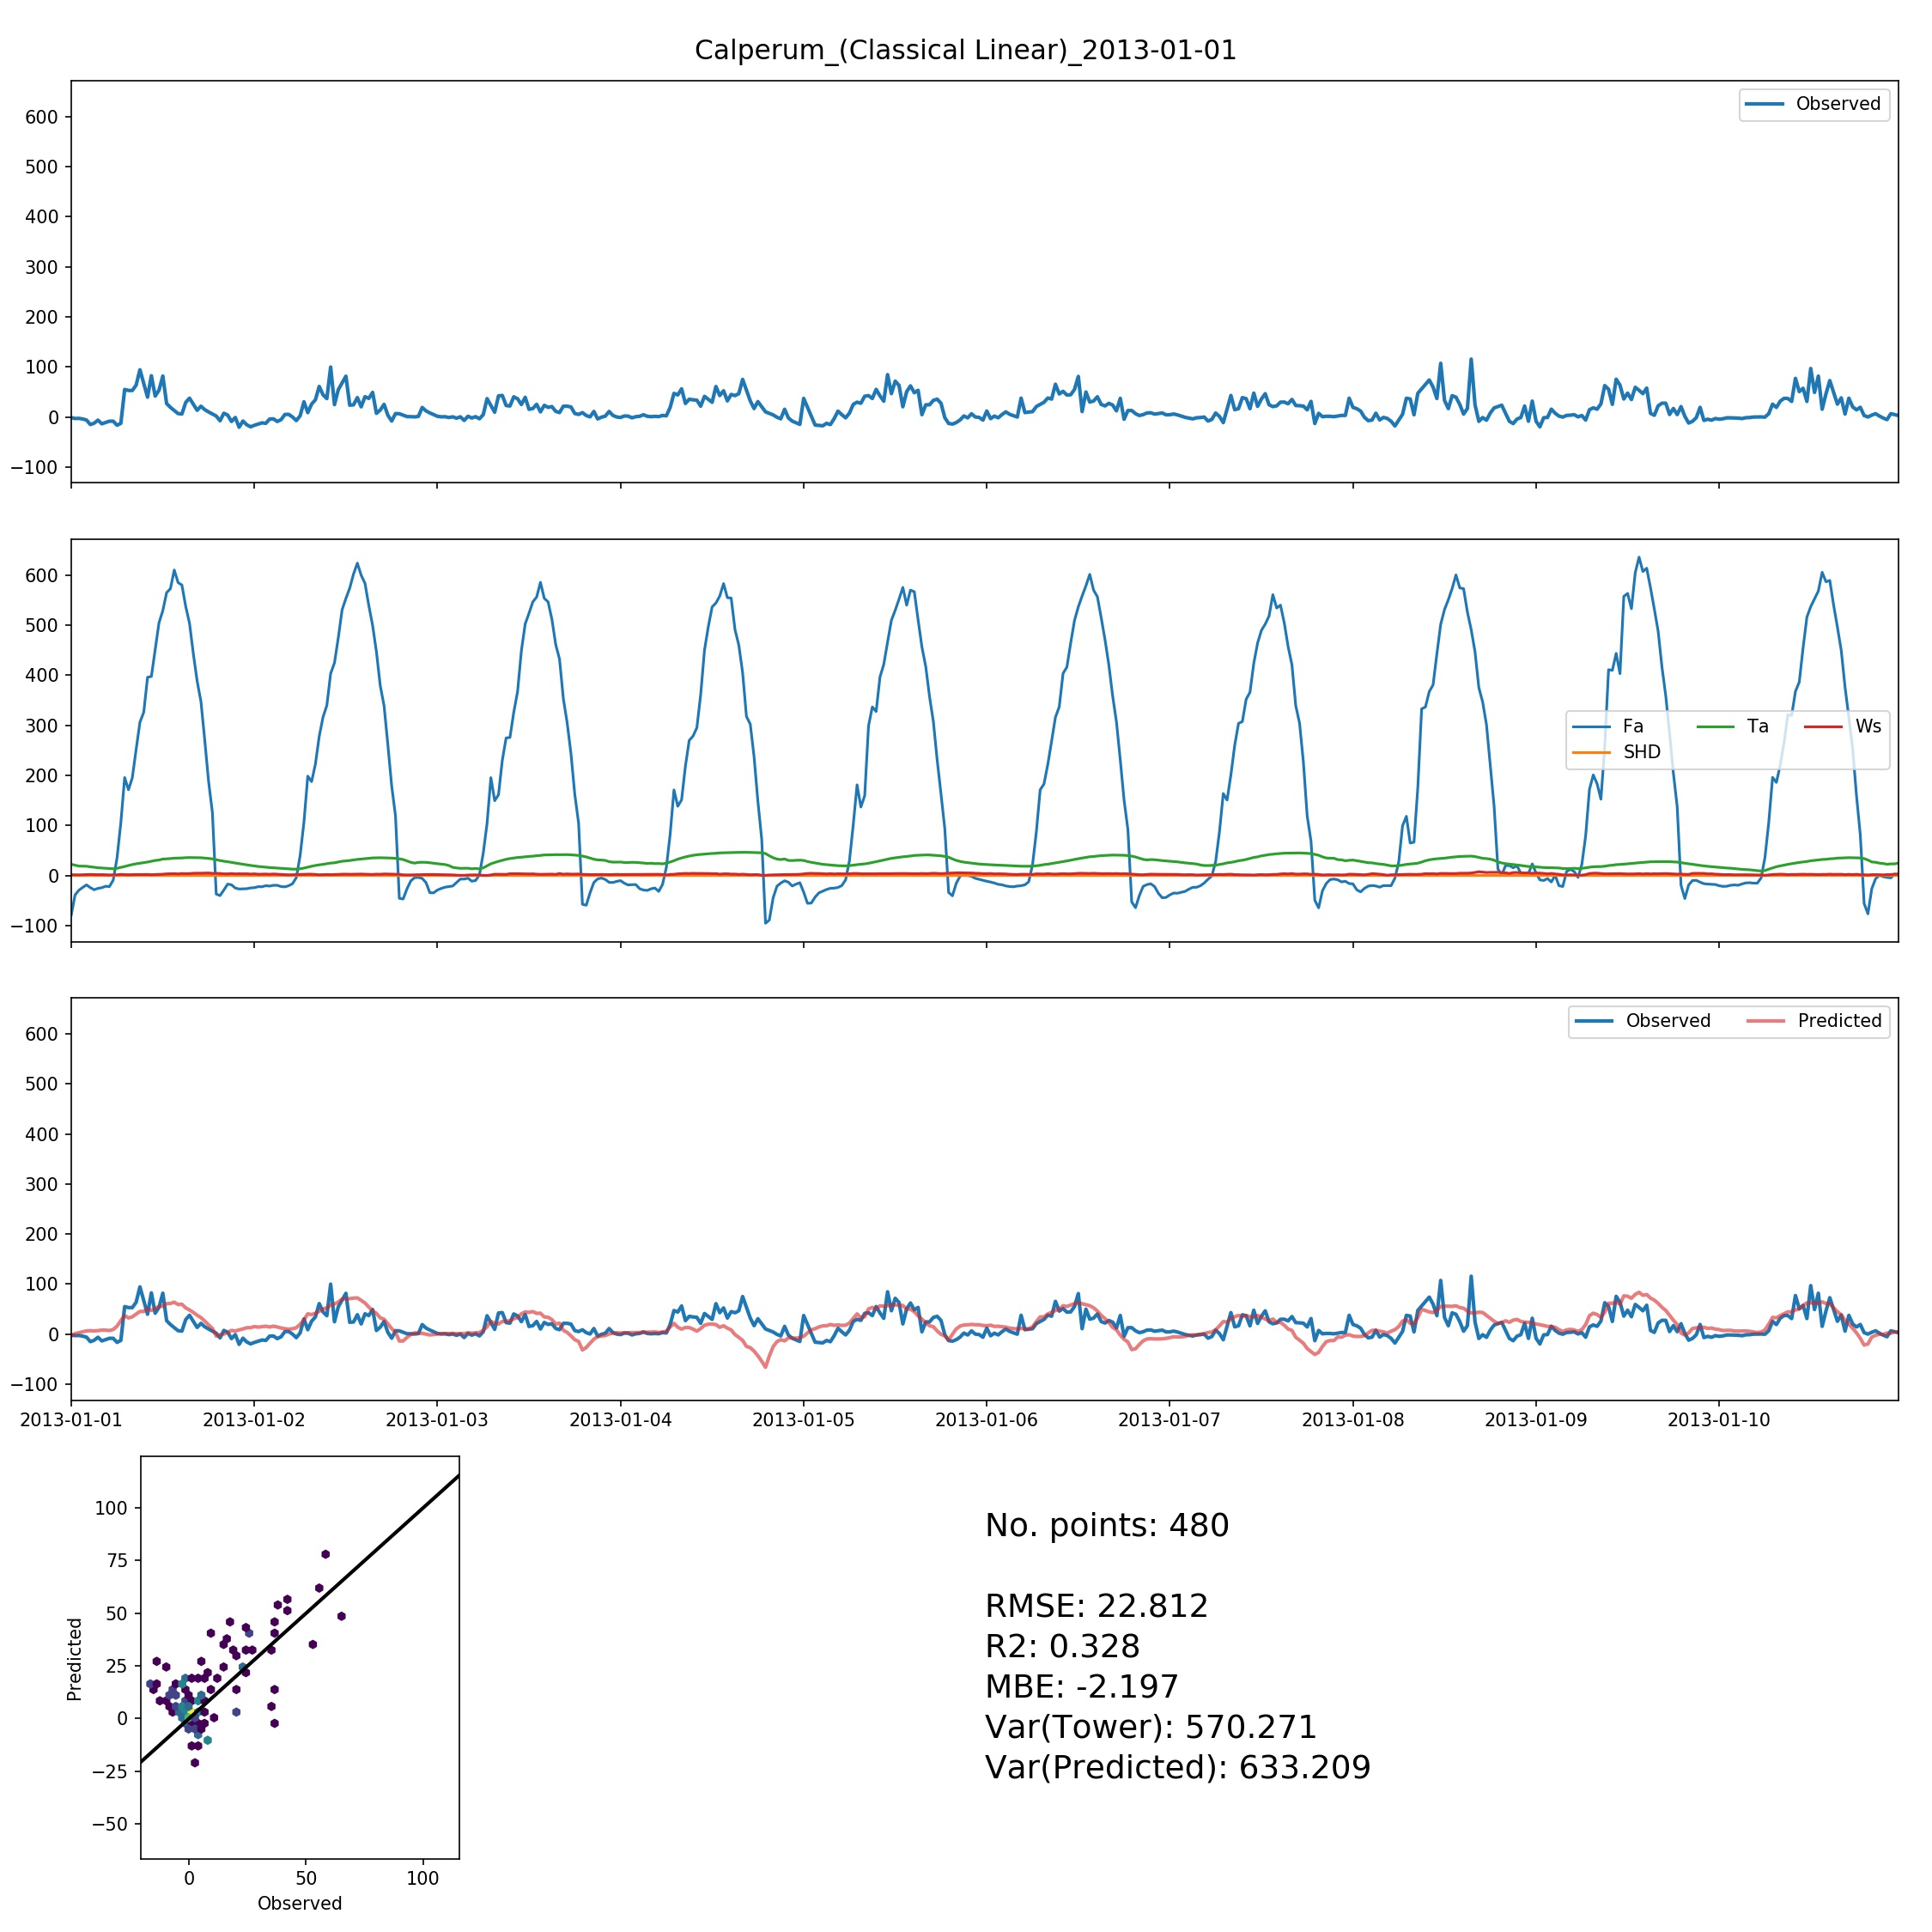 Calperum_(Classical Linear)_2013-01-01
Observed
600
500
400
300
200
100
0
−100
600
500
400
300
200
100
0
−100
Fa Ta Ws
SHD
Observed Predicted
600
500
400
300
200
100
0
−100
2013-01-01 2013-01-02 2013-01-03 2013-01-04 2013-01-05 2013-01-06 2013-01-07 2013-01-08 2013-01-09 2013-01-10
Predicted
100
75
50
25
0
−25
−50
0 50 100
Observed
No. points: 480
RMSE: 22.812
R2: 0.328
MBE: -2.197
Var(Tower): 570.271
Var(Predicted): 633.209